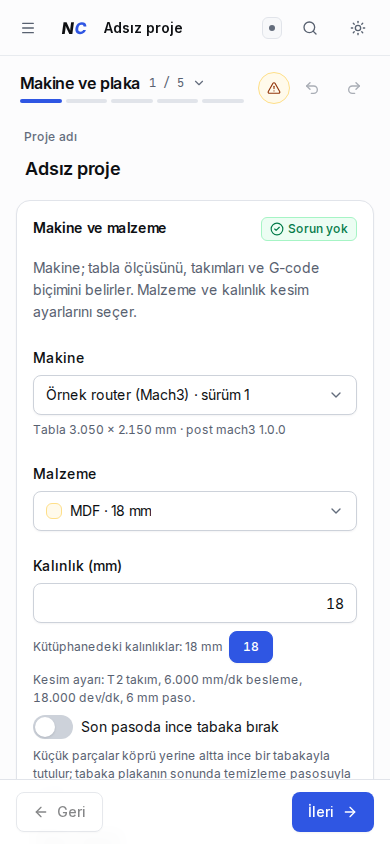 NC Adsız proje
Makine ve plaka 1 / 5
Proje adı
Adsız proje
Makine ve malzeme
Sorun yok
Makine; tabla ölçüsünü, takımları ve G-code
biçimini belirler. Malzeme ve kalınlık kesim
ayarlarını seçer.
Makine
Örnek router (Mach3) · sürüm 1
Tabla 3.050 × 2.150 mm · post mach3 1.0.0
Malzeme
MDF · 18 mm
Kalınlık (mm)
18
Kütüphanedeki kalınlıklar: 18 mm 18
Kesim ayarı: T2 takım, 6.000 mm/dk besleme,
18.000 dev/dk, 6 mm paso.
Son pasoda ince tabaka bırak
Küçük parçalar köprü yerine altta ince bir tabakayla
tutulur; tabaka plakanın sonunda temizleme pasosuyla
Geri
İleri